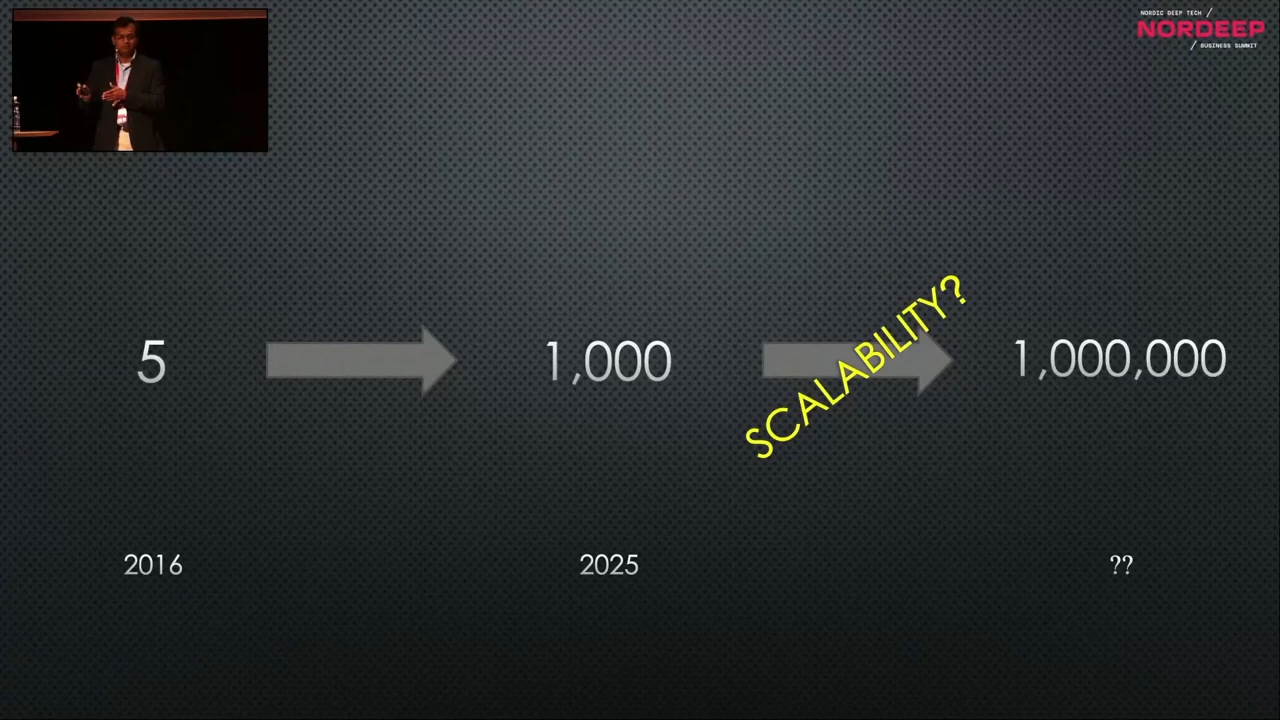 NORDIC DEEP TECH /
NORDEEP
/ BUSINESS SUMMIT
5
1,000
SCALABILITY?
1,000,000
2016
2025
??